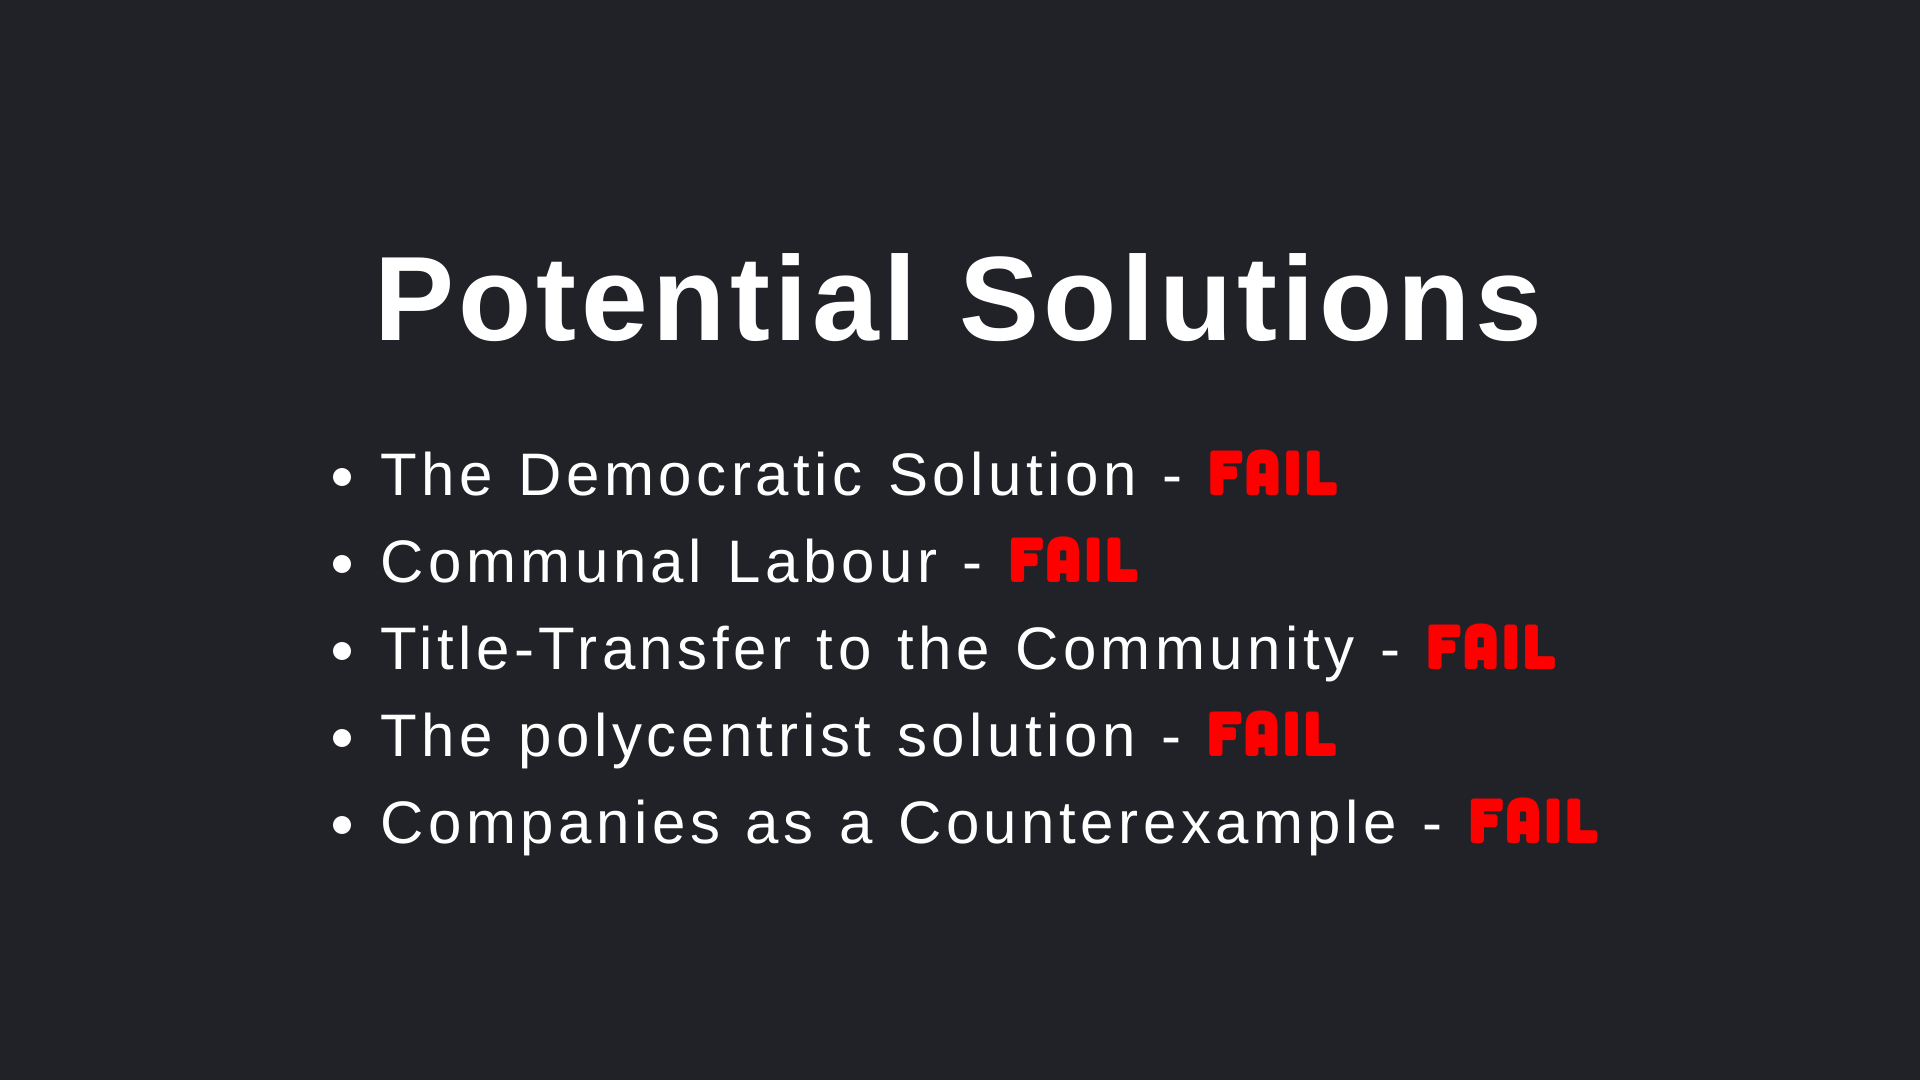 Potential Solutions
• The Democratic Solution - FAIL
• Communal Labour - FAIL
• Title-Transfer to the Community - FAIL
• The polycentrist solution - FAIL
• Companies as a Counterexample - FAIL